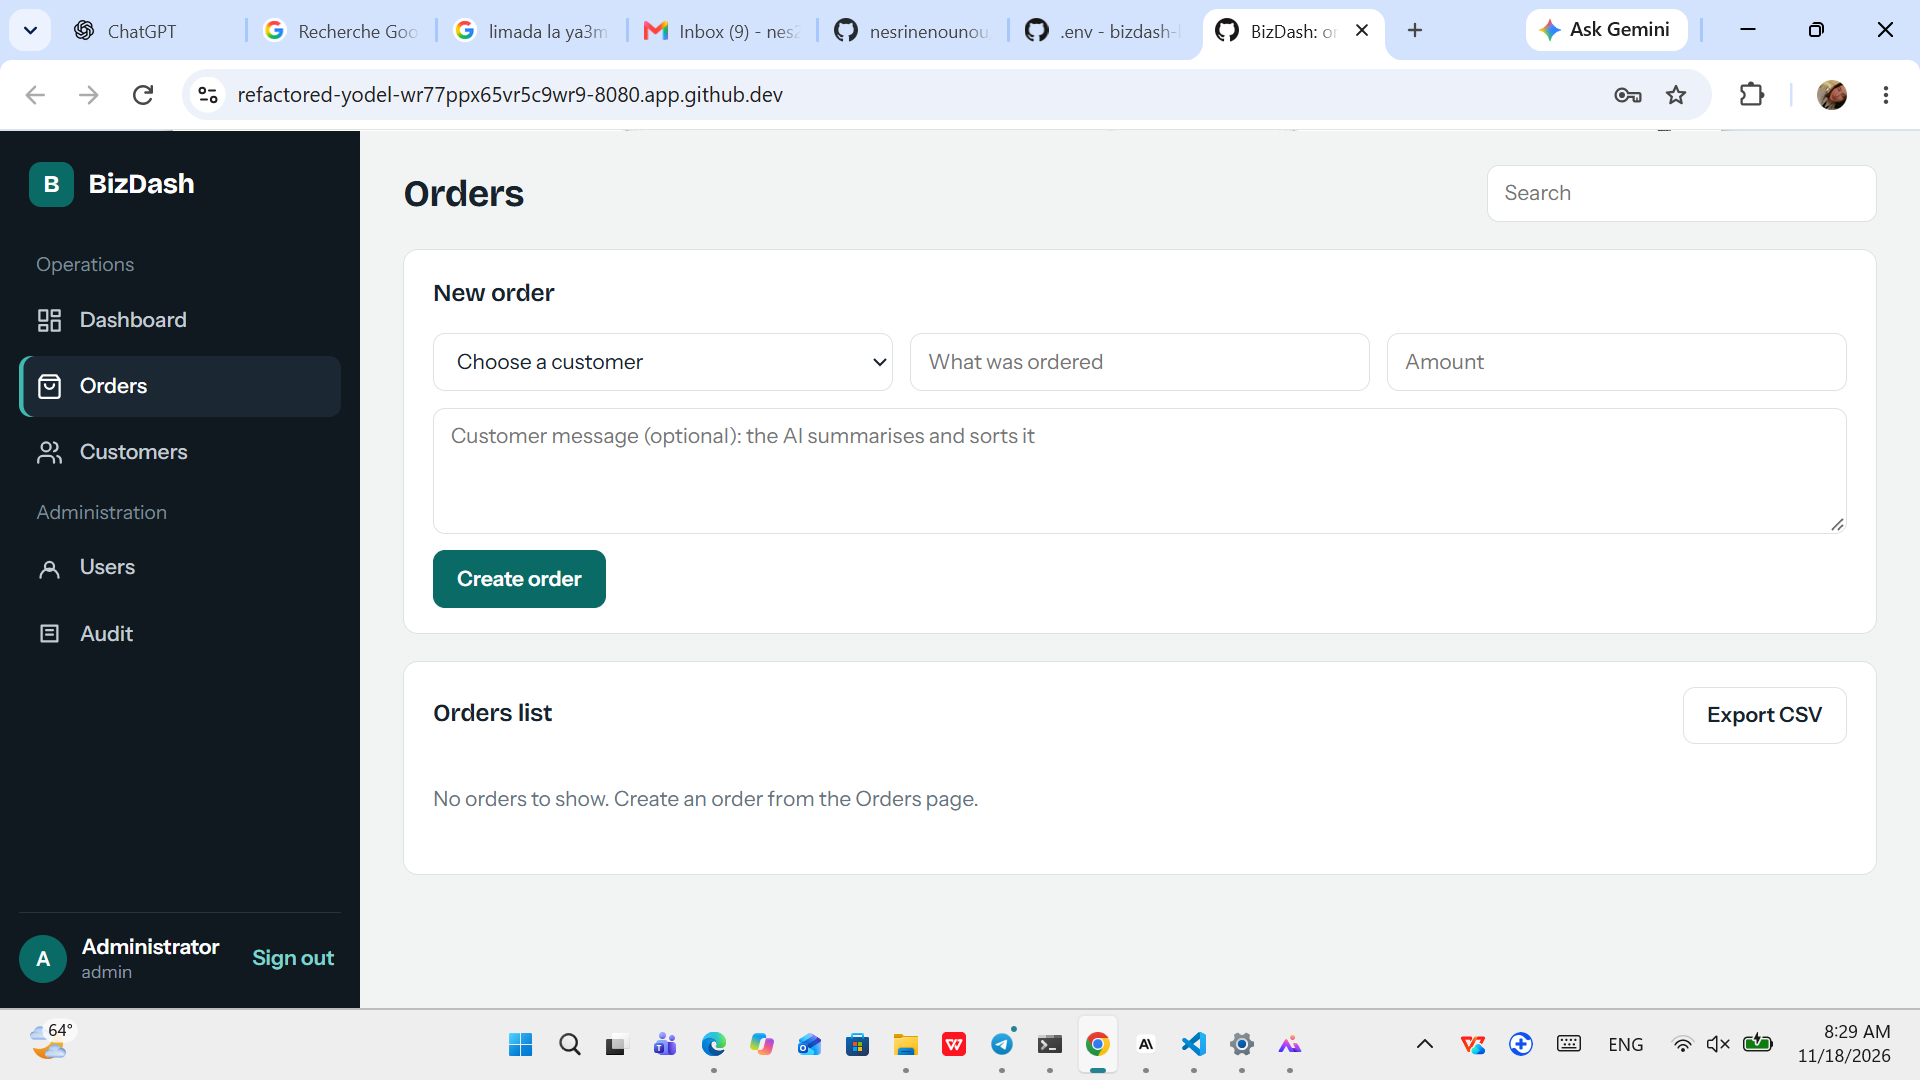 ChatGPT
Recherche Goo
limada la ya3m
Inbox (9) - nes2
nesrinenounou
.env - bizdash-
BizDash: or
Ask Gemini
refactored-yodel-wr77ppx65vr5c9wr9-8080.app.github.dev
B BizDash
Operations
Dashboard
Orders
Customers
Administration
Users
Audit
A
Administrator
admin
Sign out
Orders
Search
New order
Choose a customer
What was ordered
Amount
Customer message (optional): the AI summarises and sorts it
Create order
Orders list
Export CSV
No orders to show. Create an order from the Orders page.
64°
ENG
8:29 AM
11/18/2026